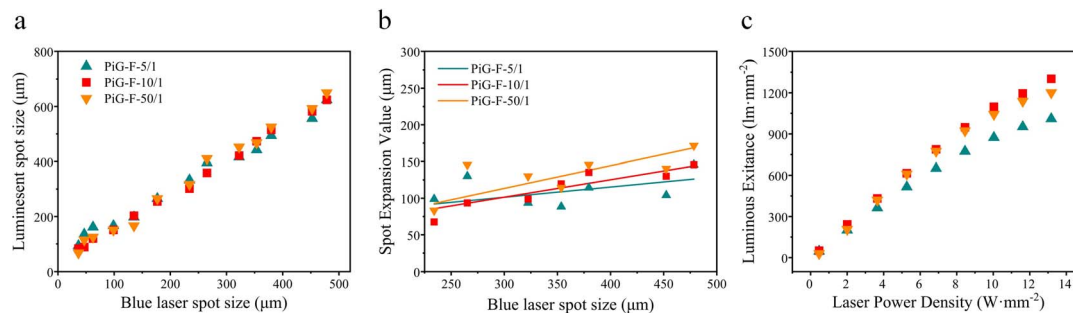 a
800
600
400
200
0
Luminesent spot size (μm)
PiG-F-5/1
PiG-F-10/1
PiG-F-50/1
0 100 200 300 400 500
Blue laser spot size (μm)
b
300
250
200
150
100
50
0
Spot Expansion Value (μm)
PiG-F-5/1
PiG-F-10/1
PiG-F-50/1
250 300 350 400 450 500
Blue laser spot size (μm)
c
1500
1200
900
600
300
0
Luminous Exitance (lm·mm⁻²)
0 2 4 6 8 10 12 14
Laser Power Density (W·mm⁻²)